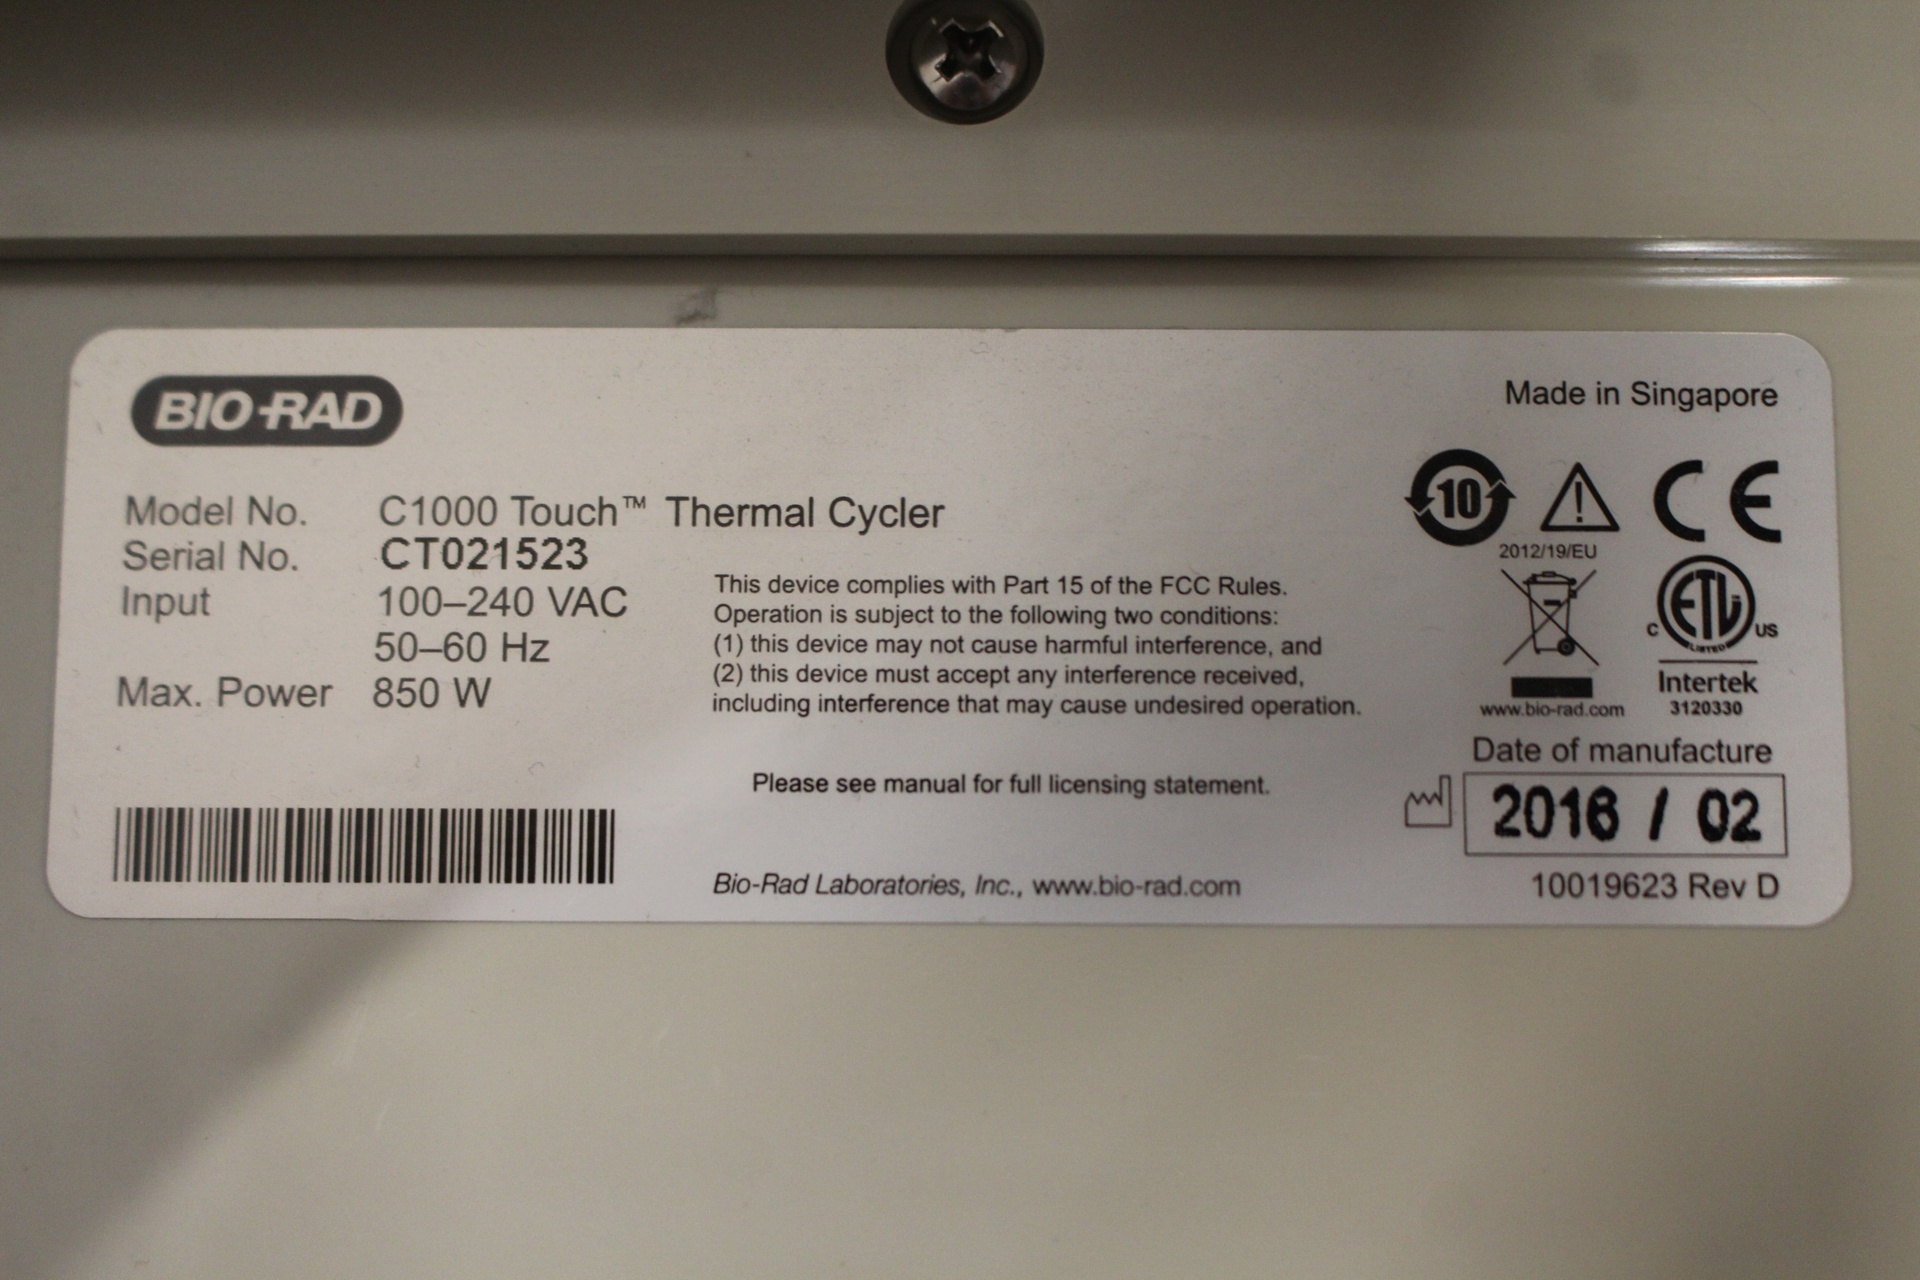 BIO-RAD
Made in Singapore
Model No. C1000 Touch™ Thermal Cycler
Serial No. CT021523
Input 100–240 VAC
50–60 Hz
Max. Power 850 W
This device complies with Part 15 of the FCC Rules.
Operation is subject to the following two conditions:
(1) this device may not cause harmful interference, and
(2) this device must accept any interference received,
including interference that may cause undesired operation.
Please see manual for full licensing statement.
Bio-Rad Laboratories, Inc., www.bio-rad.com
10
CE
2012/19/EU
www.bio-rad.com
C ETL US
LISTED
Intertek
3120330
Date of manufacture
2016 / 02
10019623 Rev D